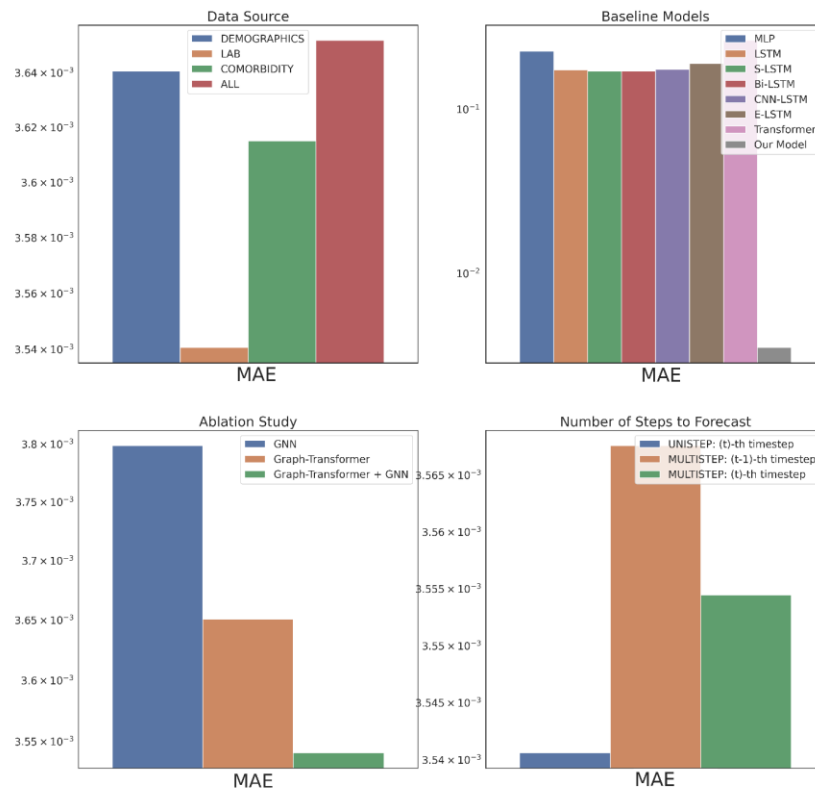 Data Source
DEMOGRAPHICS
LAB
COMORBIDITY
ALL
3.64 × 10⁻³
3.62 × 10⁻³
3.6 × 10⁻³
3.58 × 10⁻³
3.56 × 10⁻³
3.54 × 10⁻³
MAE
Baseline Models
MLP
LSTM
S-LSTM
Bi-LSTM
CNN-LSTM
E-LSTM
Transformer
Our Model
10⁻¹
10⁻²
MAE
Ablation Study
GNN
Graph-Transformer
Graph-Transformer + GNN
3.8 × 10⁻³
3.75 × 10⁻³
3.7 × 10⁻³
3.65 × 10⁻³
3.6 × 10⁻³
3.55 × 10⁻³
MAE
Number of Steps to Forecast
UNISTEP: (t)-th timestep
MULTISTEP: (t-1)-th timestep
MULTISTEP: (t)-th timestep
3.565 × 10⁻³
3.56 × 10⁻³
3.555 × 10⁻³
3.55 × 10⁻³
3.545 × 10⁻³
3.54 × 10⁻³
MAE